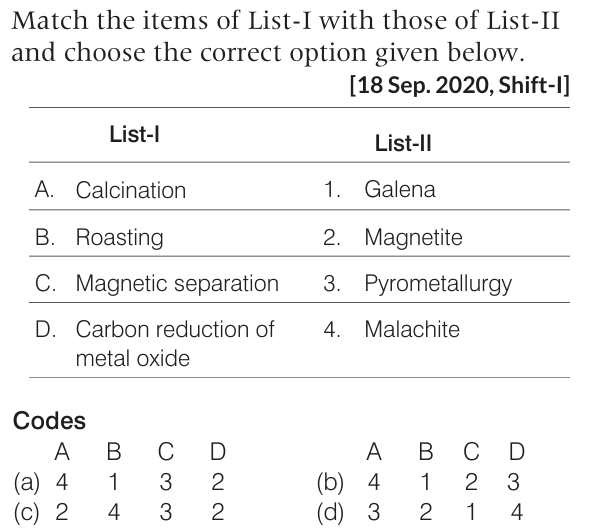 Match the items of List-I with those of List-II
and choose the correct option given below.
[18 Sep. 2020, Shift-I]
List-I List-II
A. Calcination 1. Galena
B. Roasting 2. Magnetite
C. Magnetic separation 3. Pyrometallurgy
D. Carbon reduction of 4. Malachite
metal oxide
Codes
A B C D A B C D
(a) 4 1 3 2 (b) 4 1 2 3
(c) 2 4 3 2 (d) 3 2 1 4